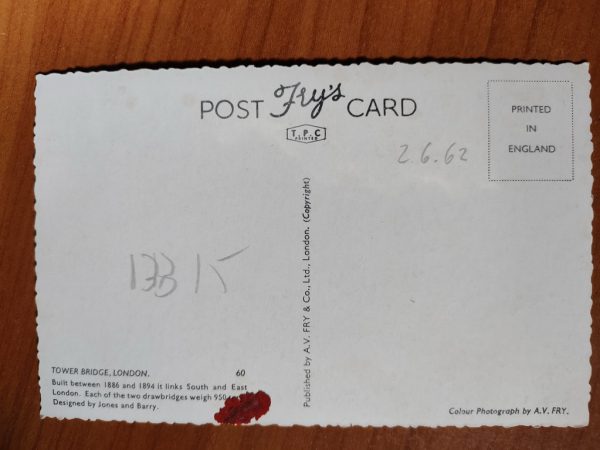 POST Fry's CARD
T.P.C
PRINTED
PRINTED
IN
ENGLAND
2.6.62
Published by A.V. FRY & Co., Ltd., London. (Copyright)
TOWER BRIDGE, LONDON. 60
Built between 1886 and 1894 it links South and East
London. Each of the two drawbridges weigh 950
Designed by Jones and Barry.
Colour Photograph by A.V. FRY.